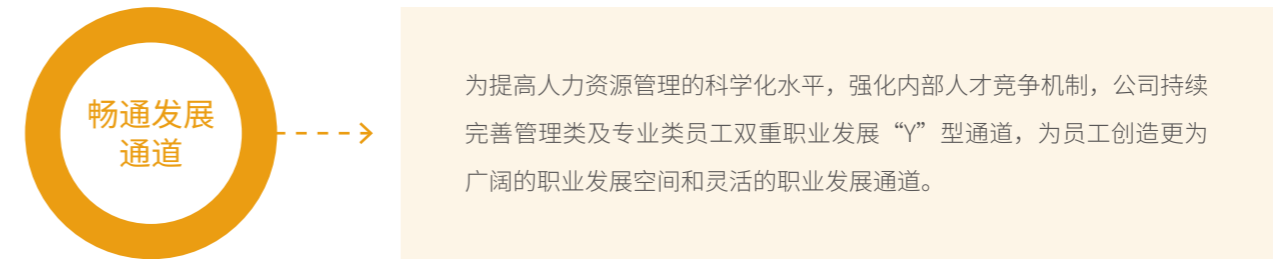 畅通发展
通道
为提高人力资源管理的科学化水平，强化内部人才竞争机制，公司持续
完善管理类及专业类员工双重职业发展“Y”型通道，为员工创造更为
广阔的职业发展空间和灵活的职业发展通道。